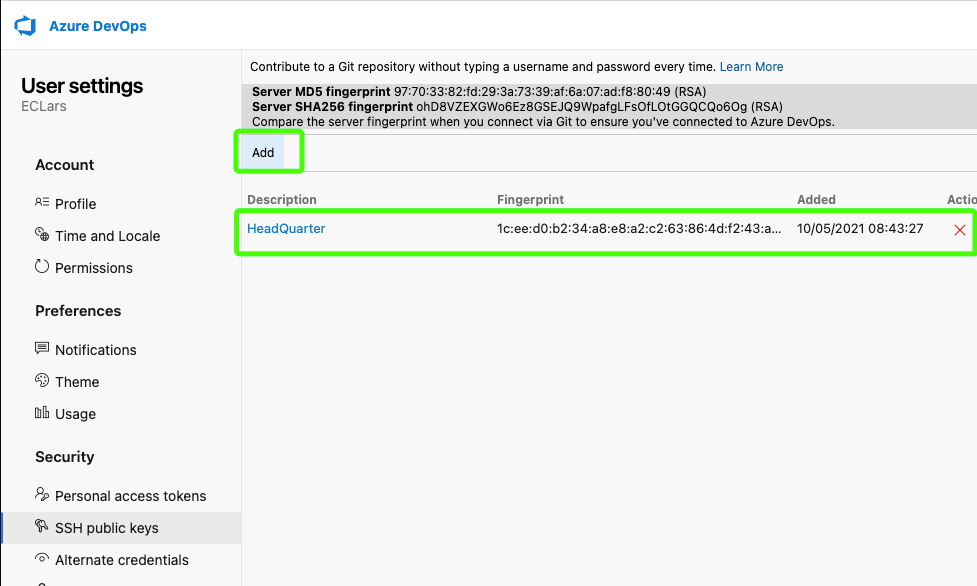 Azure DevOps
User settings
ECLars
Account
Profile
Time and Locale
Permissions
Preferences
Notifications
Theme
Usage
Security
Personal access tokens
SSH public keys
Alternate credentials
Contribute to a Git repository without typing a username and password every time. Learn More
Server MD5 fingerprint 97:70:33:82:fd:29:3a:73:39:af:6a:07:ad:f8:80:49 (RSA)
Server SHA256 fingerprint ohD8VZEXGWo6Ez8GSEJQ9WpafgLFsOfLOtGGQCQo6Og (RSA)
Compare the server fingerprint when you connect via Git to ensure you've connected to Azure DevOps.
Add
Description Fingerprint Added Actio
HeadQuarter 1c:ee:d0:b2:34:a8:e8:a2:c2:63:86:4d:f2:43:a... 10/05/2021 08:43:27